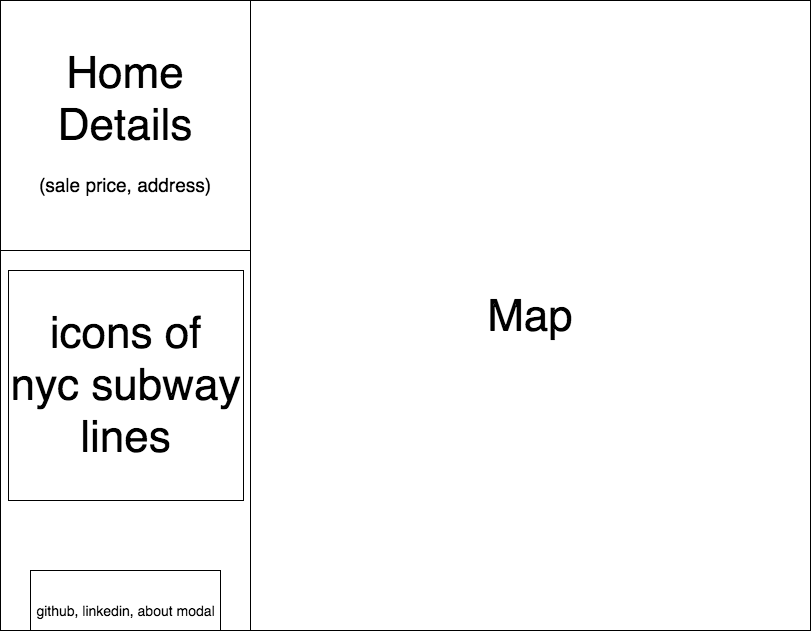 Home
Details
(sale price, address)
icons of
nyc subway
lines
github, linkedin, about modal
Map